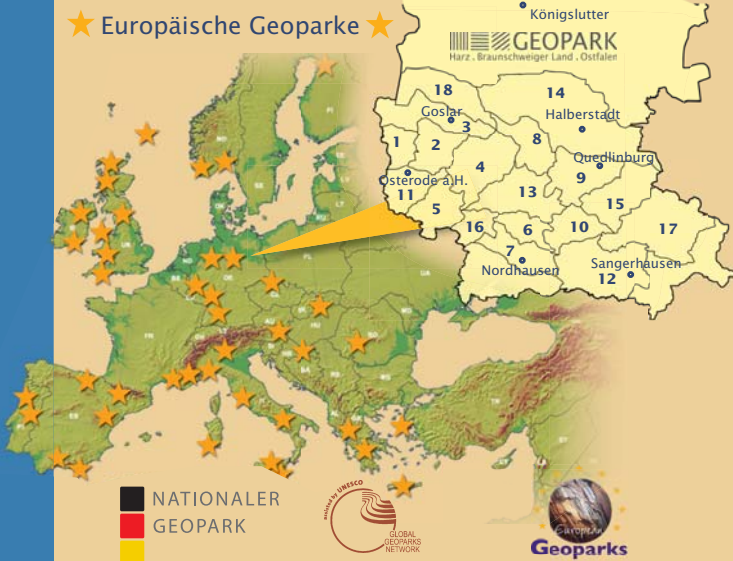 Europäische Geoparke
Königslutter
GEOPARK
Harz . Braunschweiger Land . Ostfalen
18
14
Goslar
3
Halberstadt
1
2
8
4
Quedlinburg
9
Osterode a.H.
11
13
5
15
16
6
10
17
7
Nordhausen
Sangerhausen
12
NATIONALER
GEOPARK
assisted by UNESCO
GLOBAL
GEOPARKS
NETWORK
European
Geoparks